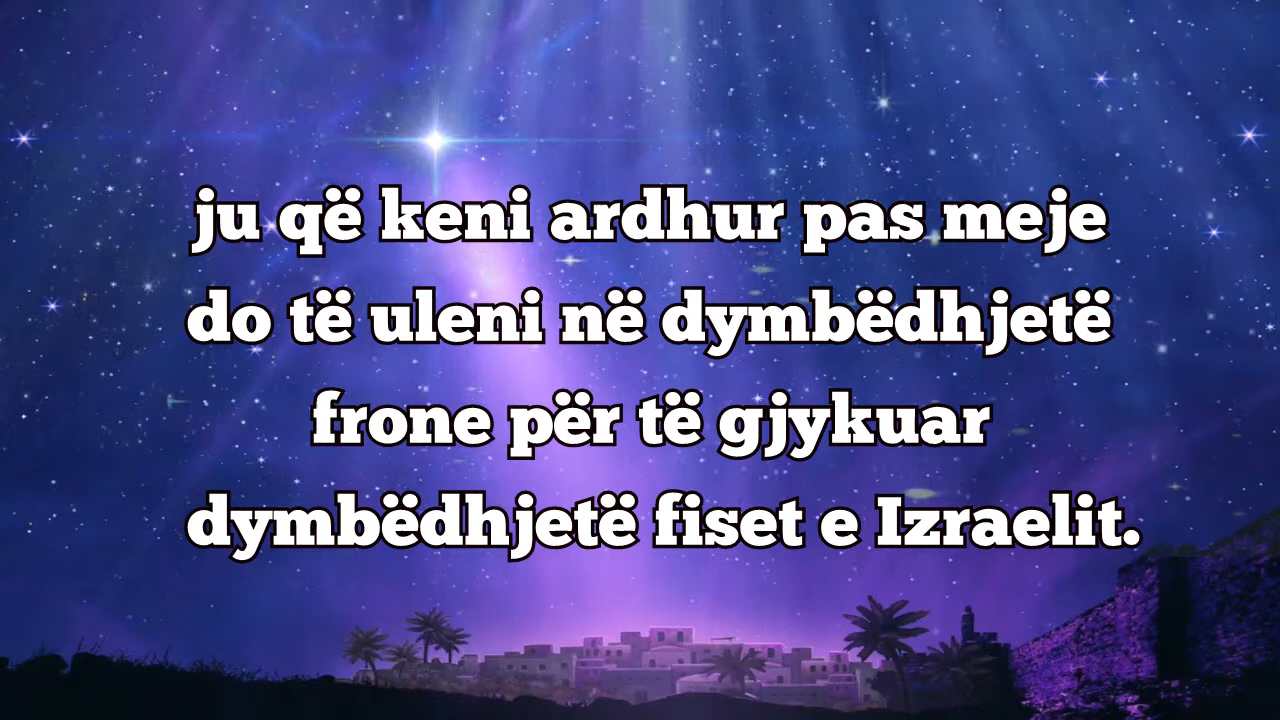 ju që keni ardhur pas meje
do të uleni në dymbëdhjetë
frone për të gjykuar
dymbëdhjetë fiset e Izraelit.